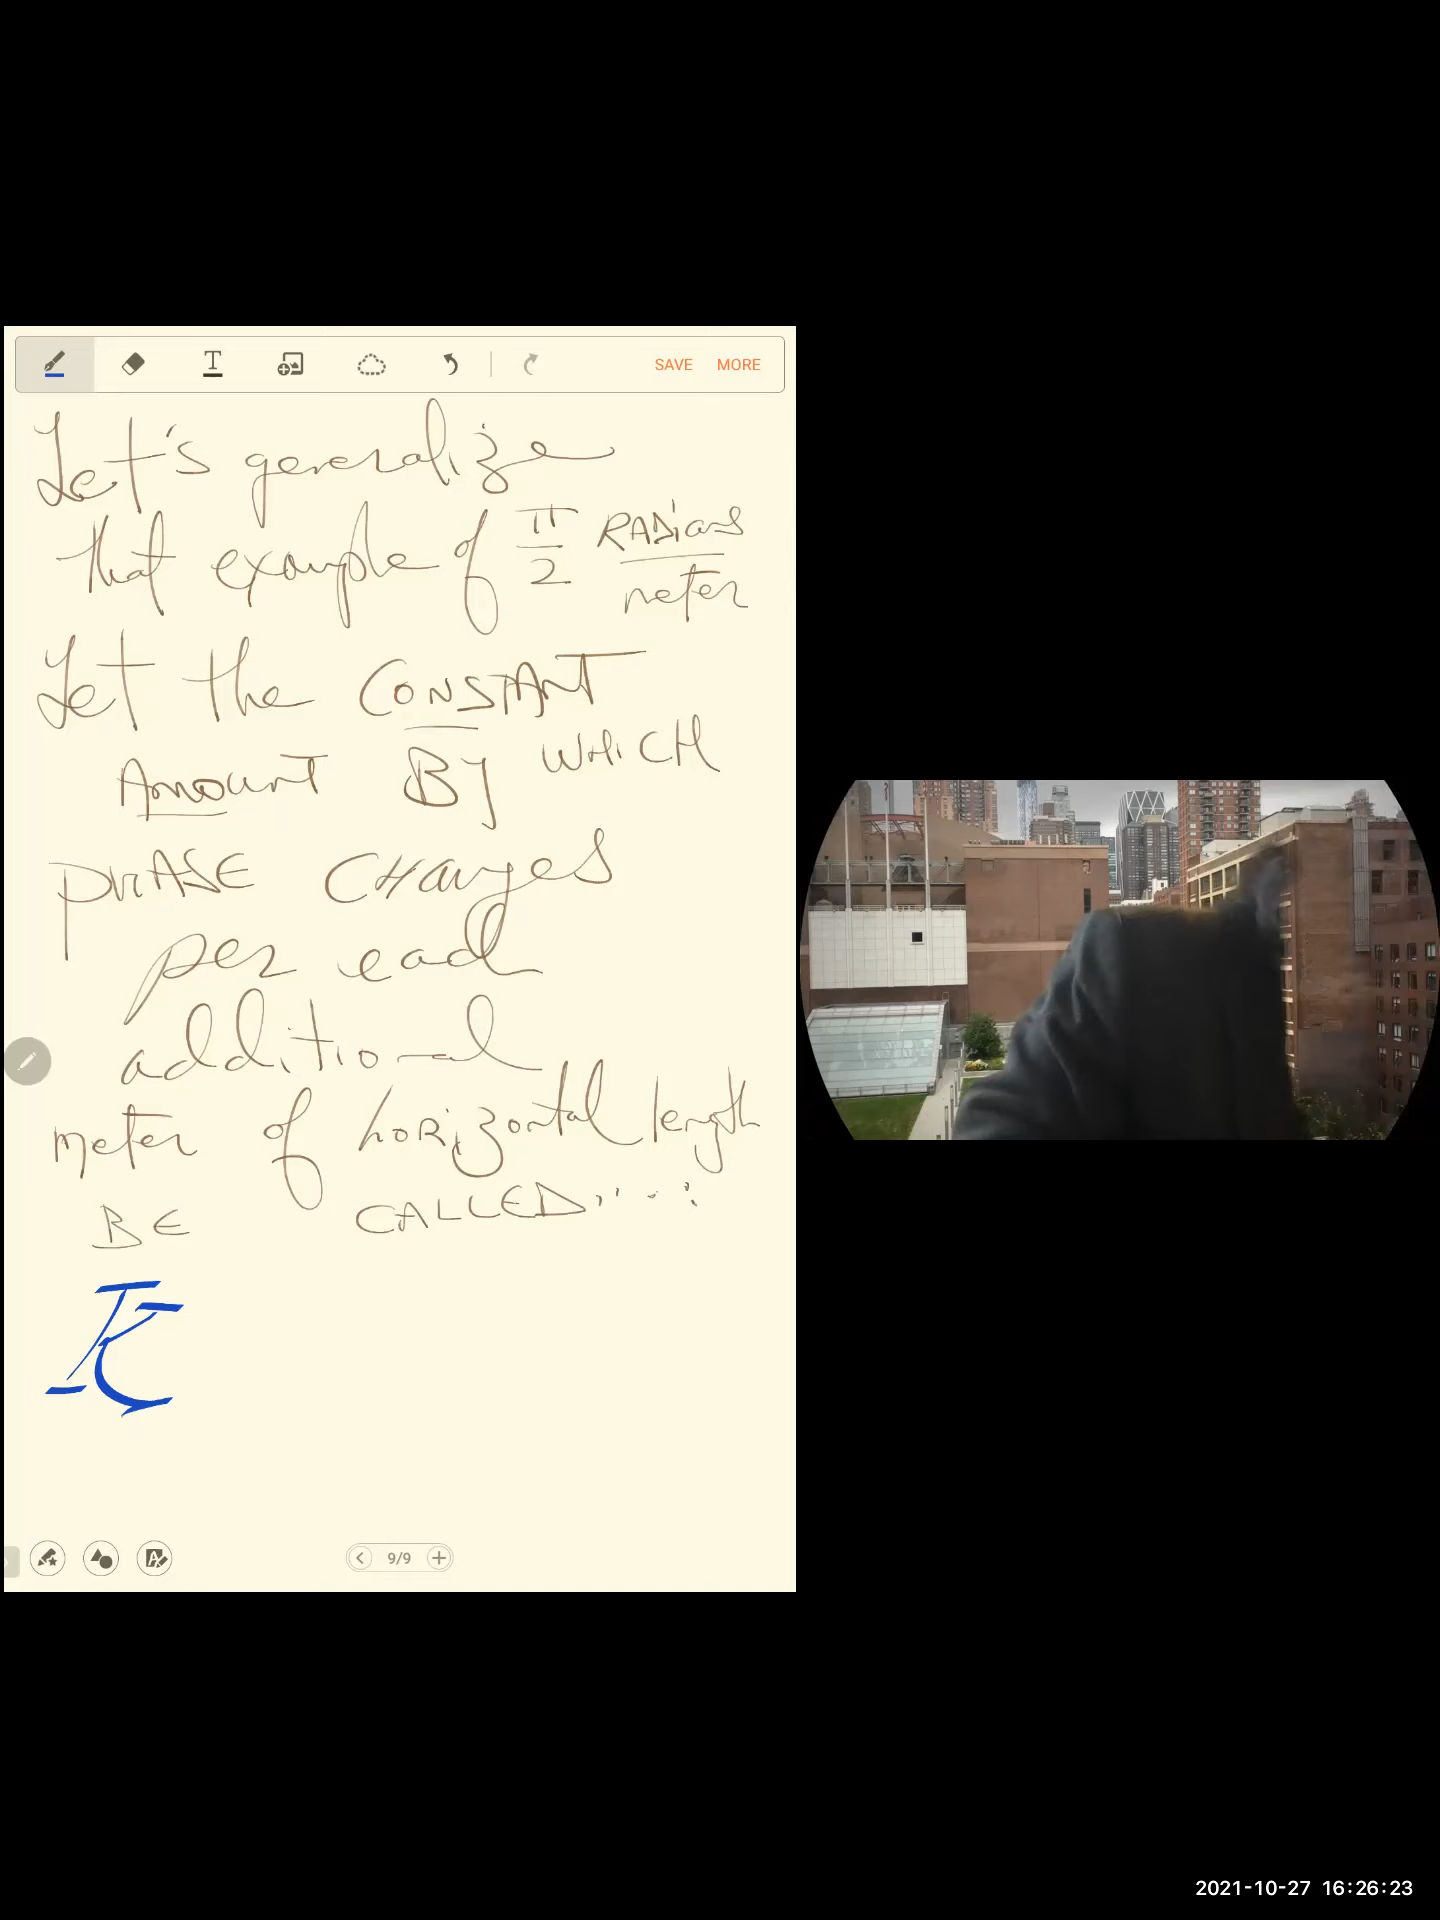 T
SAVE MORE
Let's generalize
that example of π/2 RADians/meter
Let the CONSTANT
AMOUNT BY WHICH
PHASE CHanges
per each
additional
meter of horizontal length
BE CALLED.....
K
A
9/9
2021-10-27 16:26:23